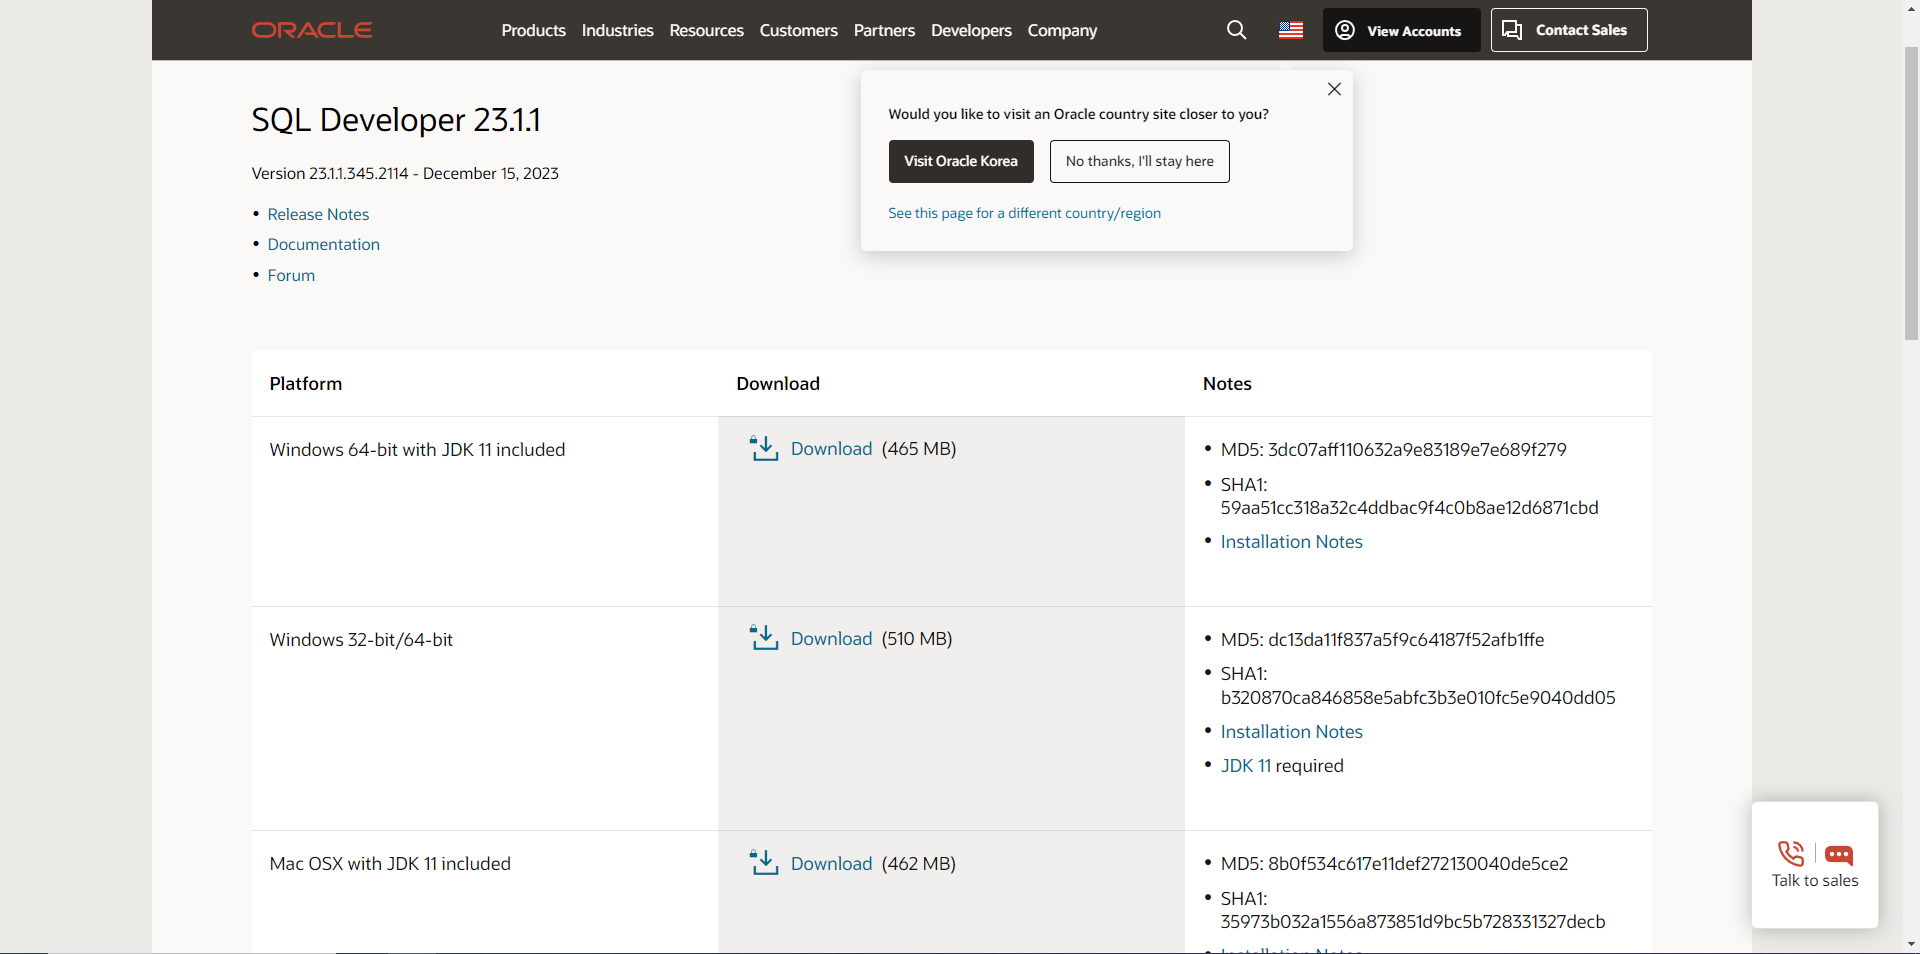 ORACLE
Products Industries Resources Customers Partners Developers Company
View Accounts
Contact Sales
Would you like to visit an Oracle country site closer to you?
Visit Oracle Korea
No thanks, I'll stay here
See this page for a different country/region
SQL Developer 23.1.1
Version 23.1.1.345.2114 - December 15, 2023
• Release Notes
• Documentation
• Forum
Platform Download Notes
Windows 64-bit with JDK 11 included
Download (465 MB)
• MD5: 3dc07aff110632a9e83189e7e689f279
• SHA1:
59aa51cc318a32c4ddbac9f4c0b8ae12d6871cbd
• Installation Notes
Windows 32-bit/64-bit
Download (510 MB)
• MD5: dc13da11f837a5f9c64187f52afb1ffe
• SHA1:
b320870ca846858e5abfc3b3e010fc5e9040dd05
• Installation Notes
• JDK 11 required
Mac OSX with JDK 11 included
Download (462 MB)
• MD5: 8b0f534c617e11def272130040de5ce2
• SHA1:
35973b032a1556a873851d9bc5b728331327decb
• Installation Notes
Talk to sales